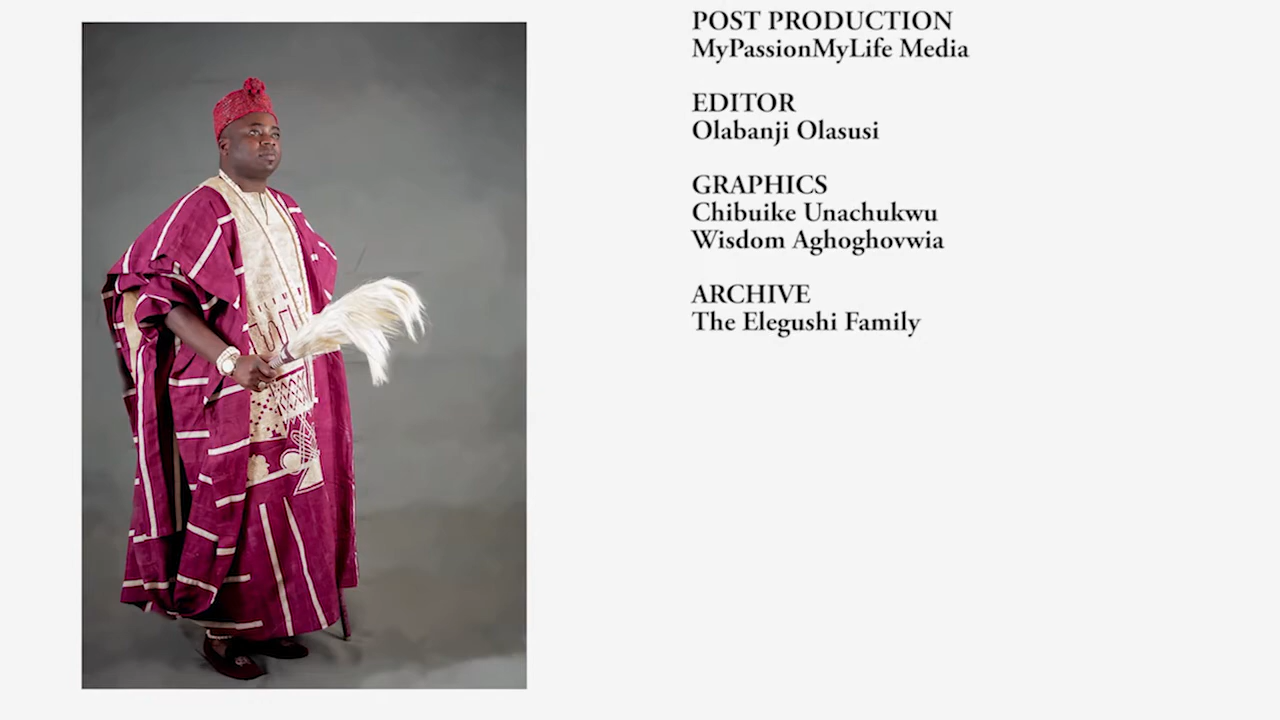 POST PRODUCTION
MyPassionMyLife Media
EDITOR
Olabanji Olasusi
GRAPHICS
Chibuike Unachukwu
Wisdom Aghoghovwia
ARCHIVE
The Elegushi Family